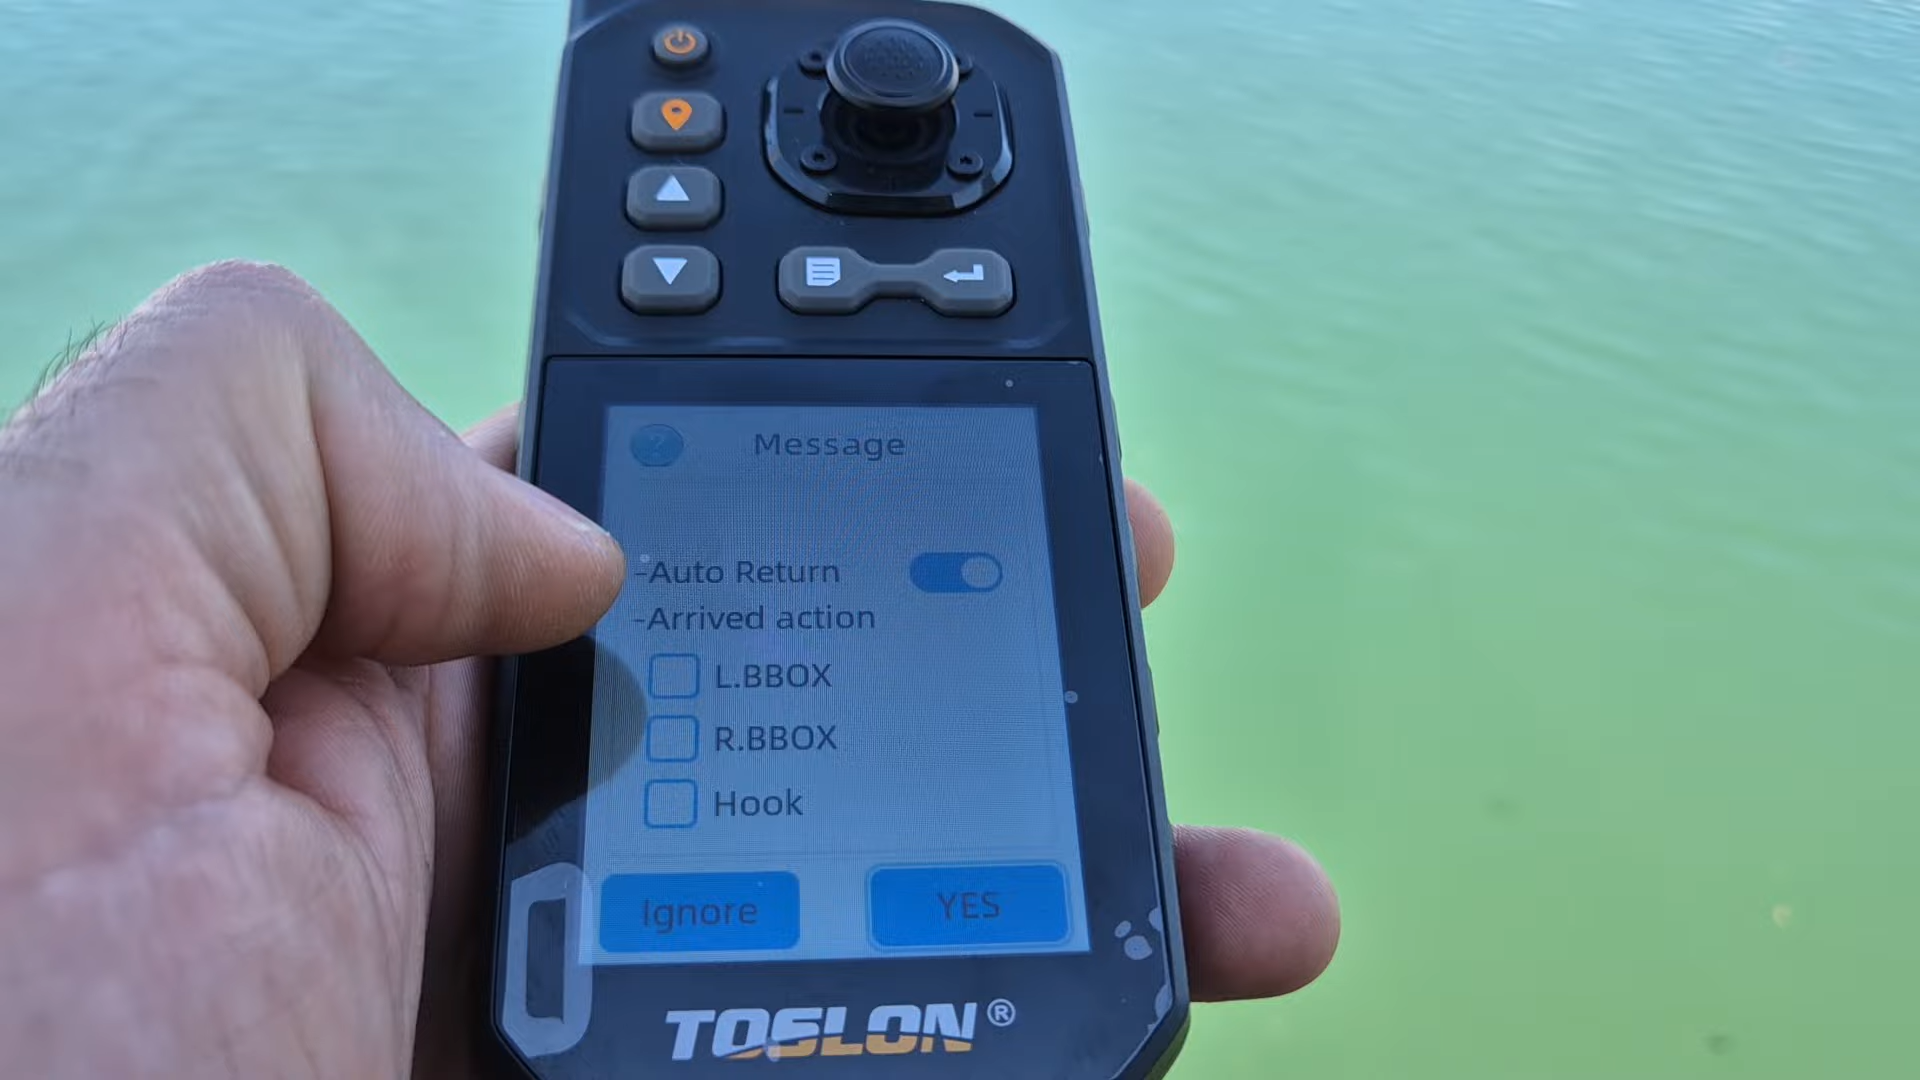 ?
Message
-Auto Return
-Arrived action
L.BBOX
R.BBOX
Hook
Ignore
YES
TOSLON®